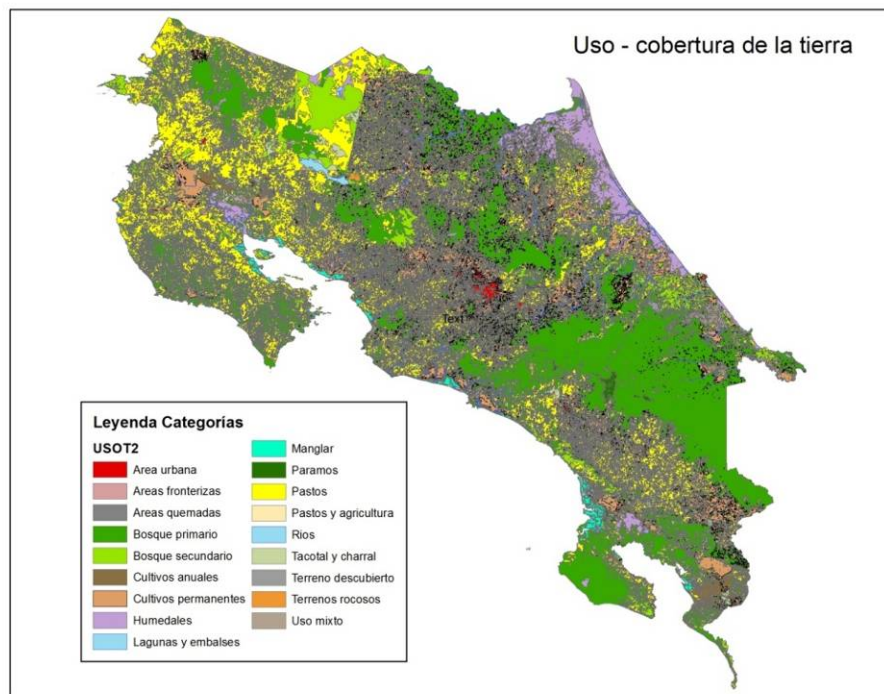 Uso - cobertura de la tierra
Text
Leyenda Categorías
USOT2
Area urbana
Areas fronterizas
Areas quemadas
Bosque primario
Bosque secundario
Cultivos anuales
Cultivos permanentes
Humedales
Lagunas y embalses
Manglar
Paramos
Pastos
Pastos y agricultura
Rios
Tacotal y charral
Terreno descubierto
Terrenos rocosos
Uso mixto